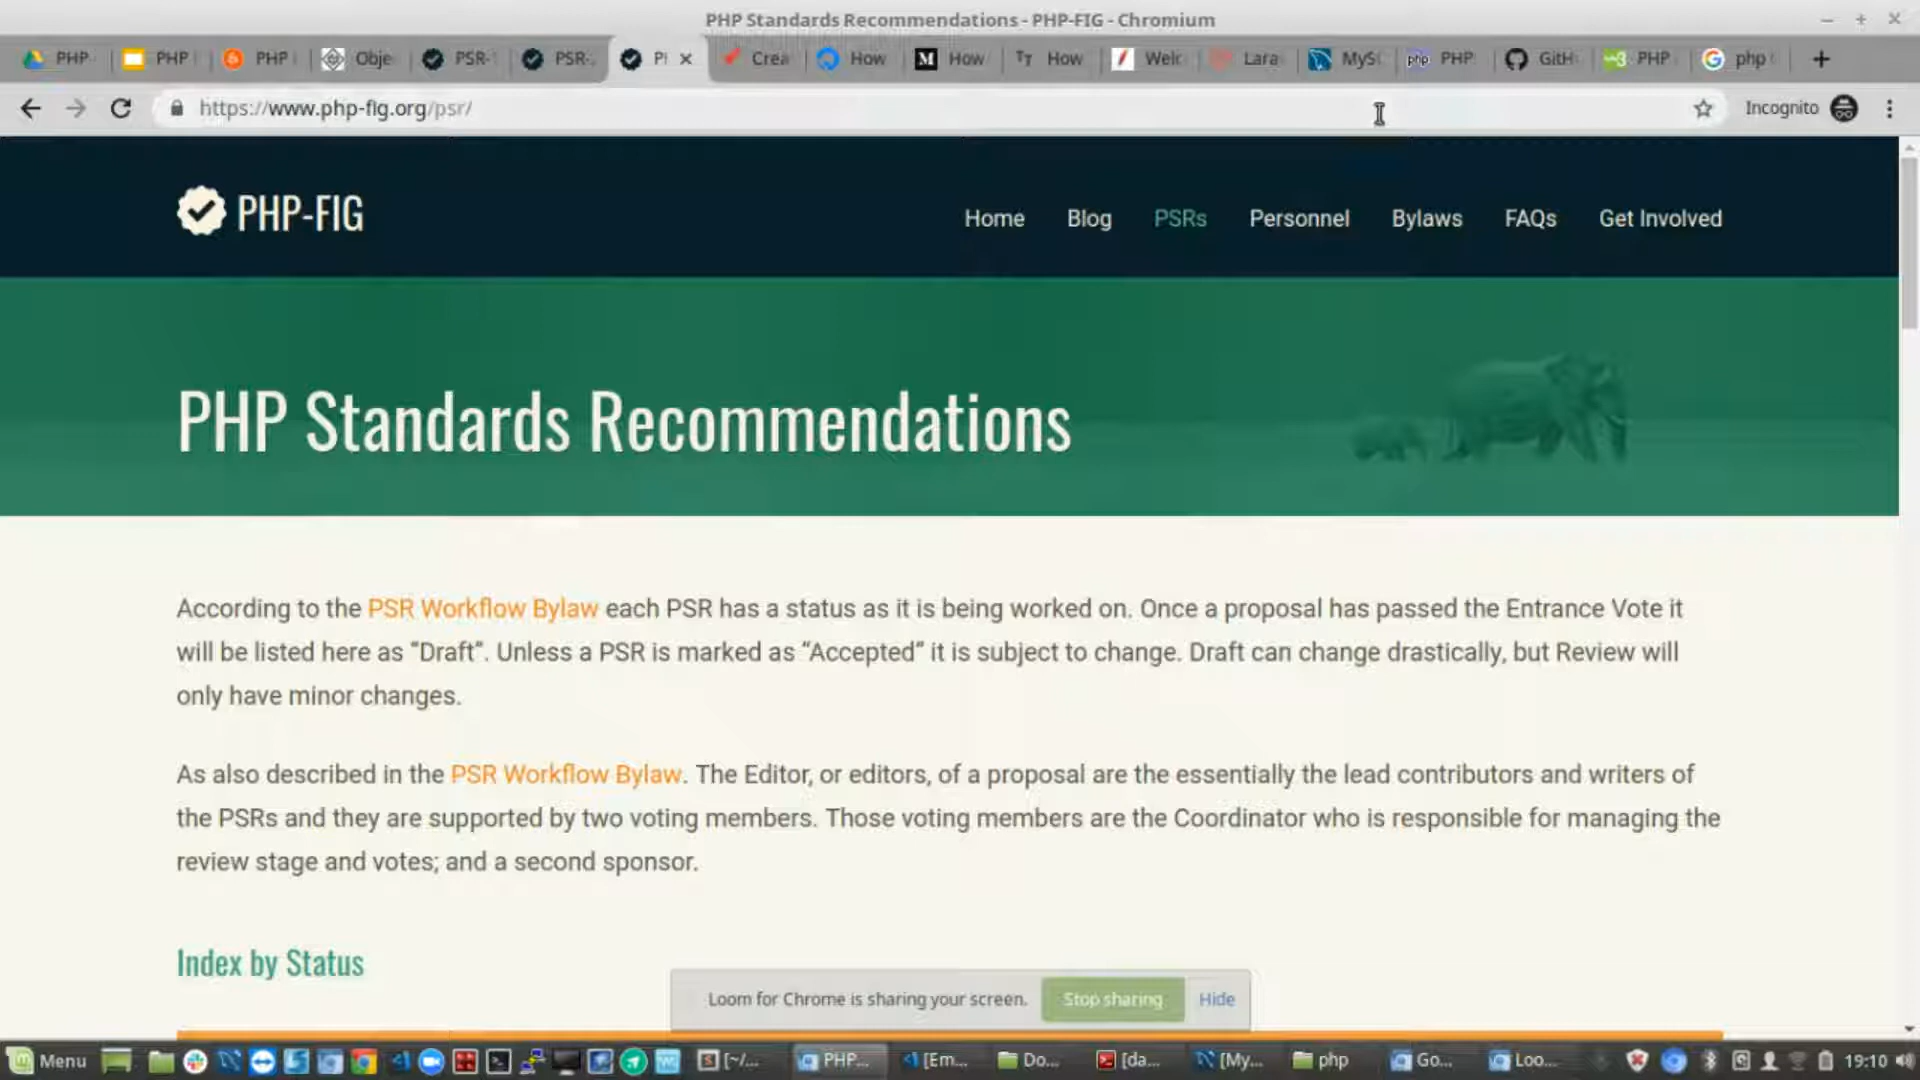 PHP Standards Recommendations - PHP-FIG - Chromium
PHP PHP PHP Obje PSR- PSR- Crea How How How Welc Lara MyS PHP GitH PHP php
https://www.php-fig.org/psr/
Incognito
PHP-FIG
Home Blog PSRs Personnel Bylaws FAQs Get Involved
PHP Standards Recommendations
According to the PSR Workflow Bylaw each PSR has a status as it is being worked on. Once a proposal has passed the Entrance Vote it
will be listed here as “Draft”. Unless a PSR is marked as “Accepted” it is subject to change. Draft can change drastically, but Review will
only have minor changes.
As also described in the PSR Workflow Bylaw. The Editor, or editors, of a proposal are the essentially the lead contributors and writers of
the PSRs and they are supported by two voting members. Those voting members are the Coordinator who is responsible for managing the
review stage and votes; and a second sponsor.
Index by Status
Loom for Chrome is sharing your screen. Stop sharing Hide
Menu [~/... PHP... [Em... Do... [da... [My... php Go... Loo... 19:10